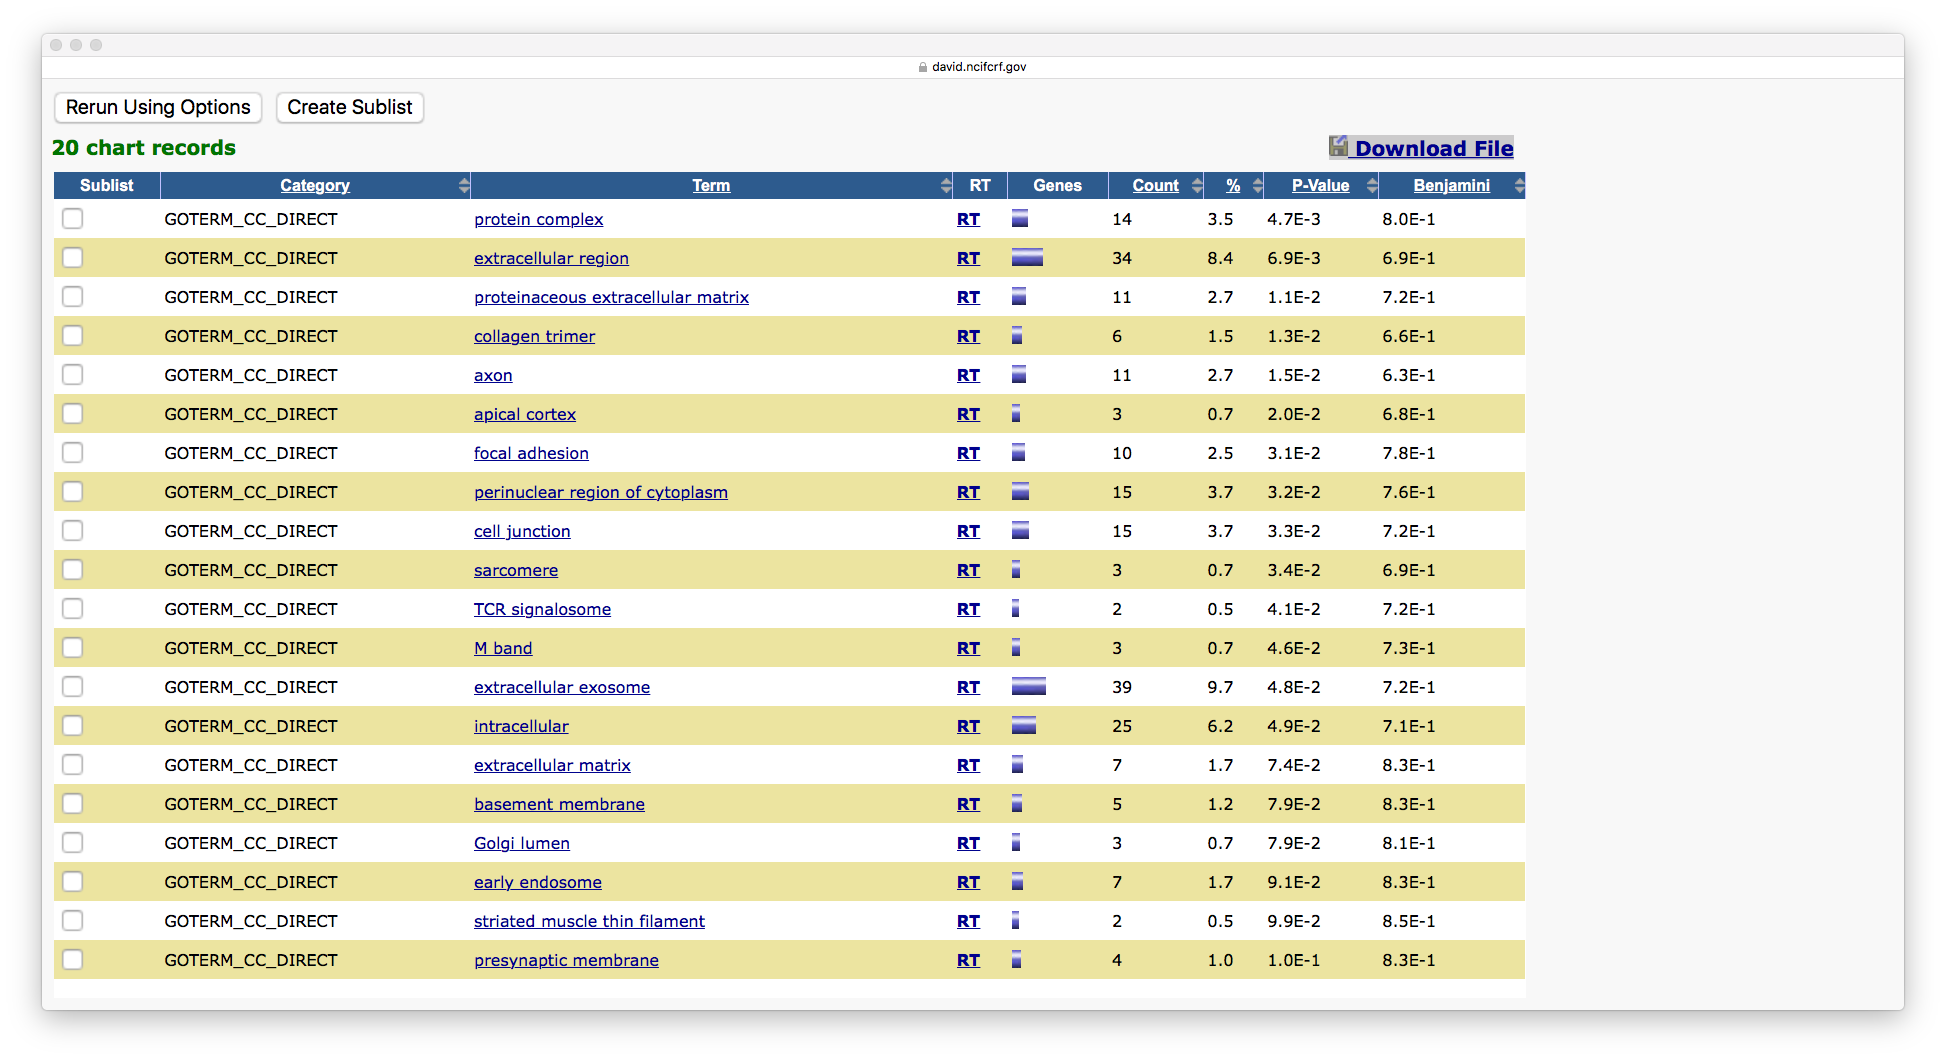 david.ncifcrf.gov
Rerun Using Options Create Sublist
20 chart records Download File
Sublist Category Term RT Genes Count % P-Value Benjamini
GOTERM_CC_DIRECT protein complex RT 14 3.5 4.7E-3 8.0E-1
GOTERM_CC_DIRECT extracellular region RT 34 8.4 6.9E-3 6.9E-1
GOTERM_CC_DIRECT proteinaceous extracellular matrix RT 11 2.7 1.1E-2 7.2E-1
GOTERM_CC_DIRECT collagen trimer RT 6 1.5 1.3E-2 6.6E-1
GOTERM_CC_DIRECT axon RT 11 2.7 1.5E-2 6.3E-1
GOTERM_CC_DIRECT apical cortex RT 3 0.7 2.0E-2 6.8E-1
GOTERM_CC_DIRECT focal adhesion RT 10 2.5 3.1E-2 7.8E-1
GOTERM_CC_DIRECT perinuclear region of cytoplasm RT 15 3.7 3.2E-2 7.6E-1
GOTERM_CC_DIRECT cell junction RT 15 3.7 3.3E-2 7.2E-1
GOTERM_CC_DIRECT sarcomere RT 3 0.7 3.4E-2 6.9E-1
GOTERM_CC_DIRECT TCR signalosome RT 2 0.5 4.1E-2 7.2E-1
GOTERM_CC_DIRECT M band RT 3 0.7 4.6E-2 7.3E-1
GOTERM_CC_DIRECT extracellular exosome RT 39 9.7 4.8E-2 7.2E-1
GOTERM_CC_DIRECT intracellular RT 25 6.2 4.9E-2 7.1E-1
GOTERM_CC_DIRECT extracellular matrix RT 7 1.7 7.4E-2 8.3E-1
GOTERM_CC_DIRECT basement membrane RT 5 1.2 7.9E-2 8.3E-1
GOTERM_CC_DIRECT Golgi lumen RT 3 0.7 7.9E-2 8.1E-1
GOTERM_CC_DIRECT early endosome RT 7 1.7 9.1E-2 8.3E-1
GOTERM_CC_DIRECT striated muscle thin filament RT 2 0.5 9.9E-2 8.5E-1
GOTERM_CC_DIRECT presynaptic membrane RT 4 1.0 1.0E-1 8.3E-1